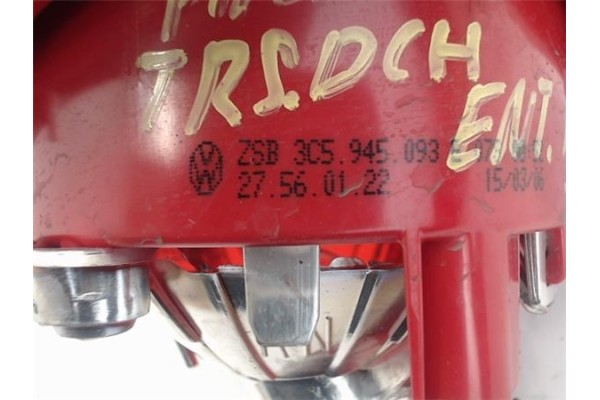 TRSDCH
ENI.
ZSB 3C5.945.093
27.56.01.22 15/03/06